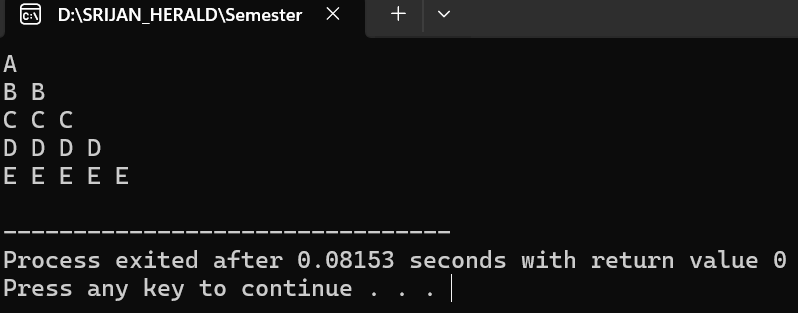 D:\SRIJAN_HERALD\Semester
A
B B
C C C
D D D D
E E E E E
--------------------------------
Process exited after 0.08153 seconds with return value 0
Press any key to continue . . .